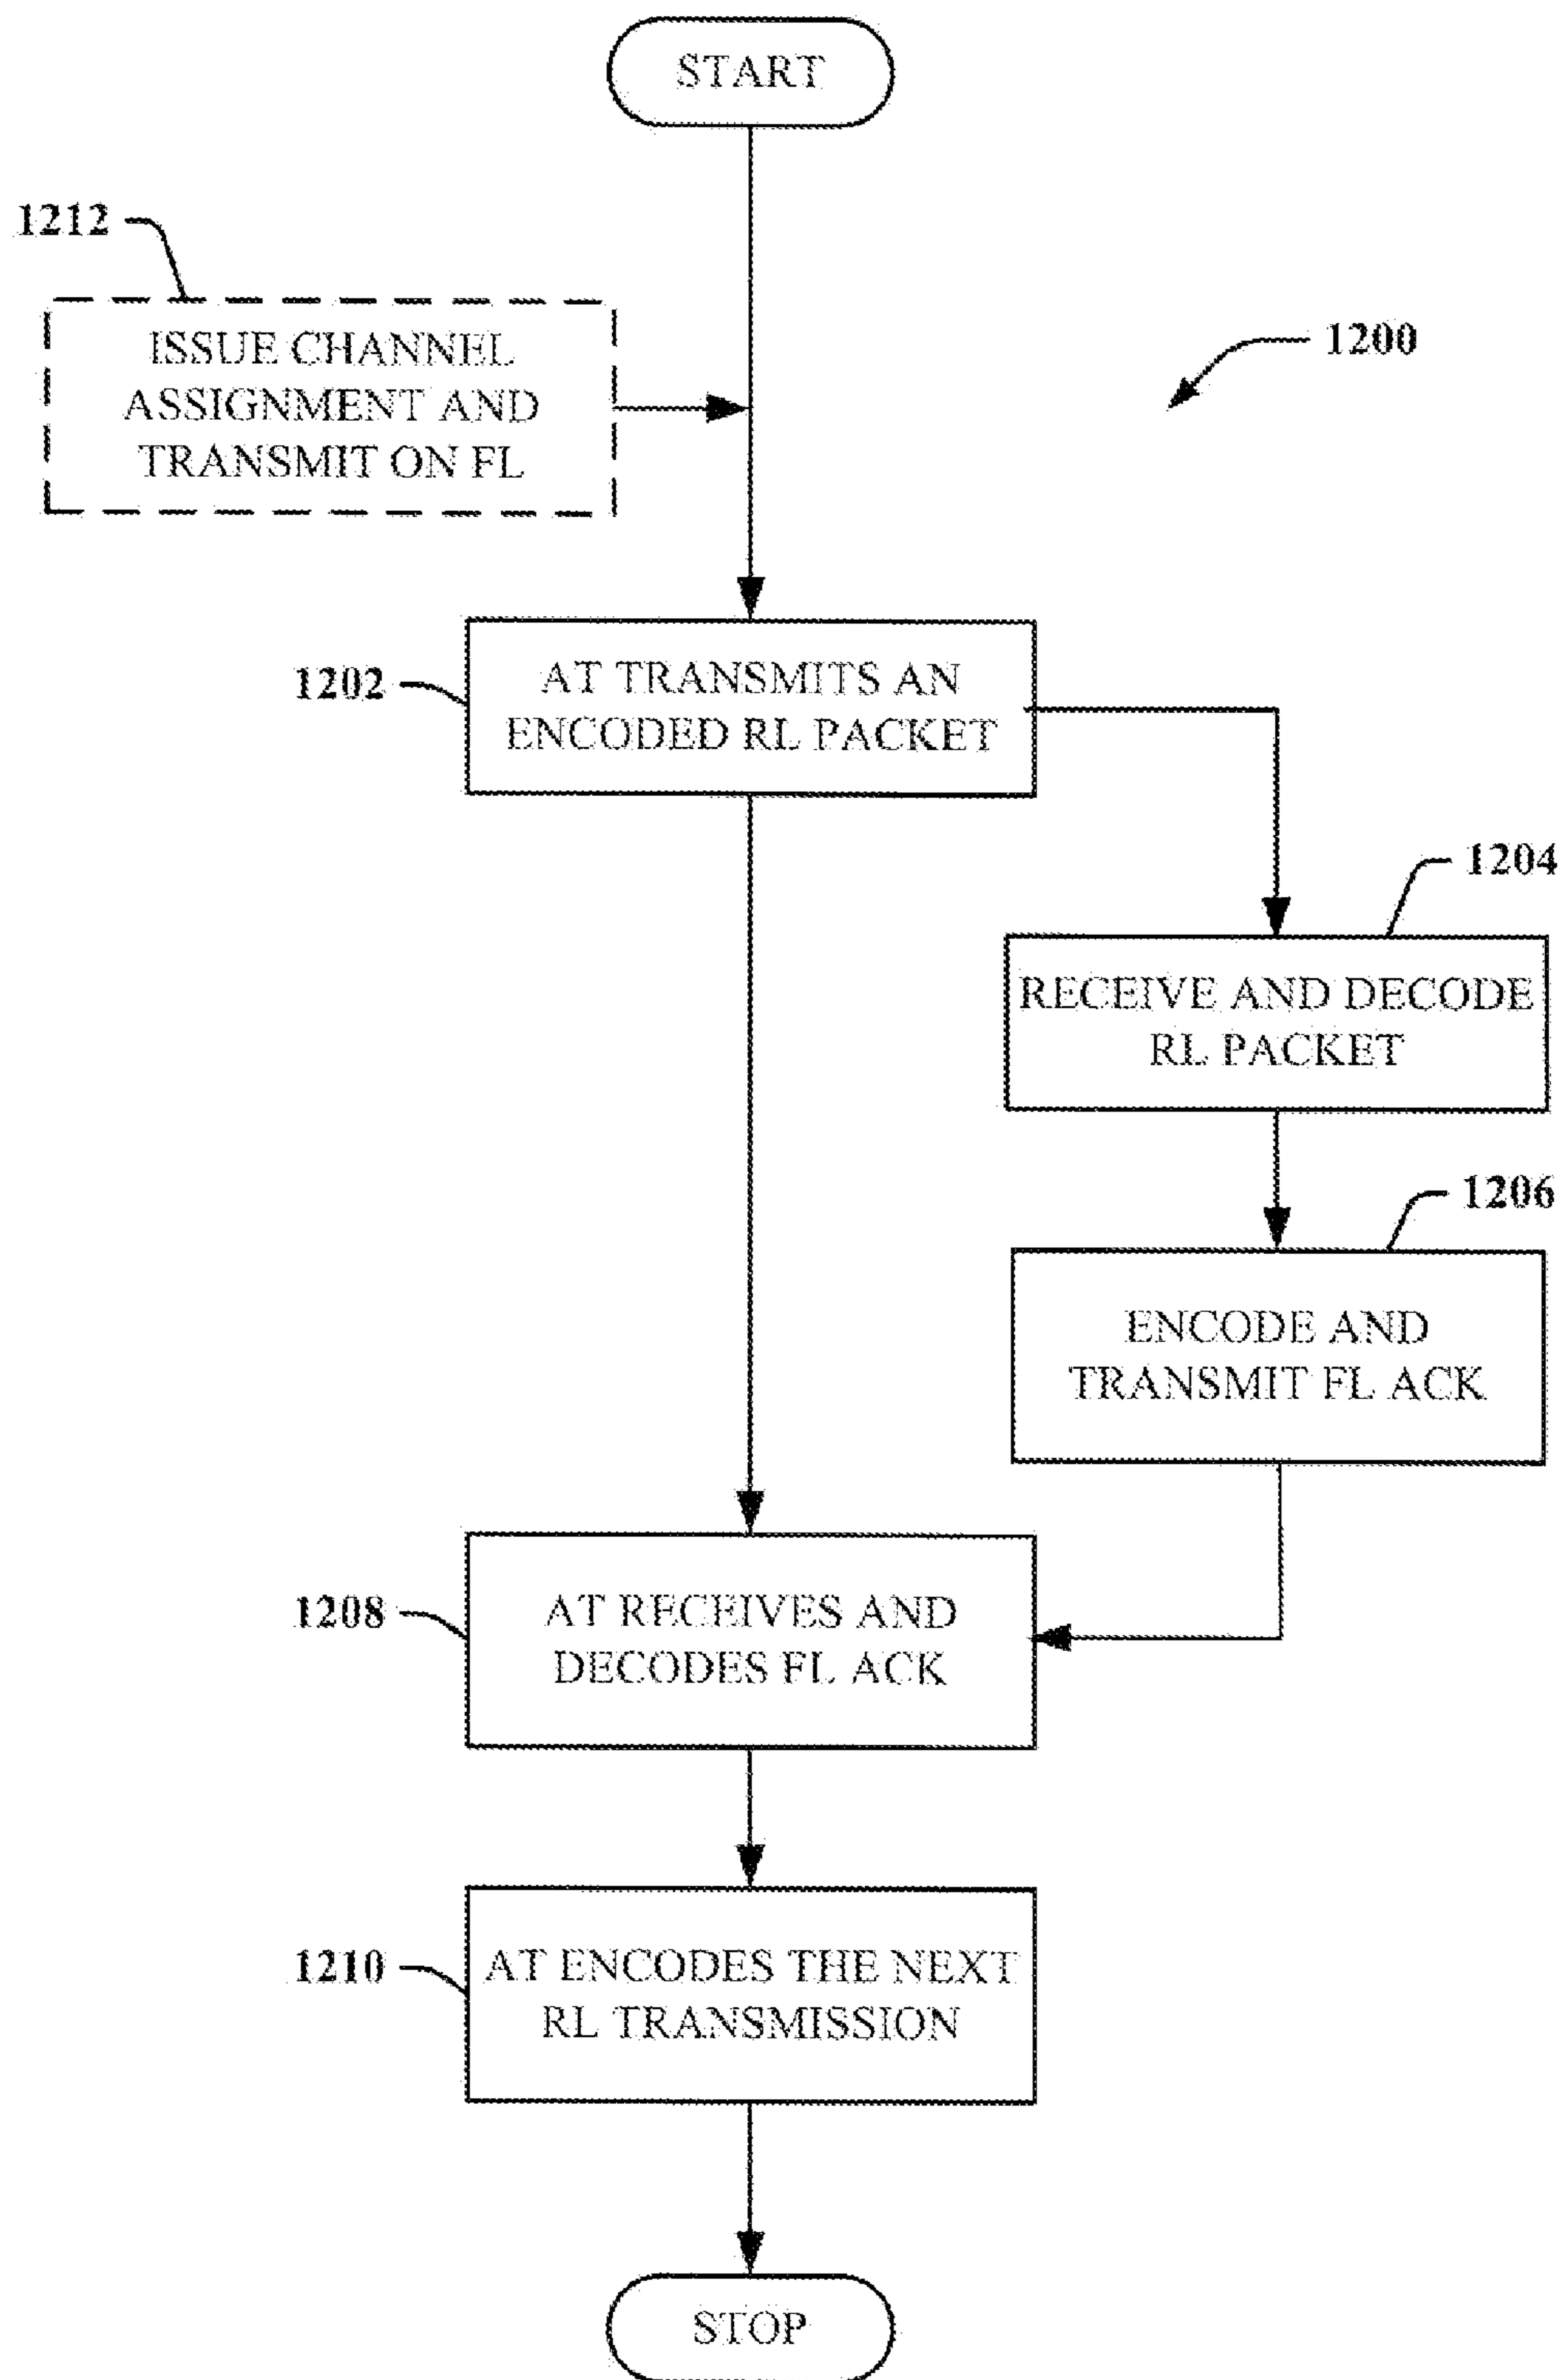 START
1212
ISSUE CHANNEL
ASSIGNMENT AND
TRANSMIT ON FL
1200
1202
AT TRANSMITS AN
ENCODED RL PACKET
1204
RECEIVE AND DECODE
RL PACKET
1206
ENCODE AND
TRANSMIT FL ACK
1208
AT RECEIVES AND
DECODES FL ACK
1210
AT ENCODES THE NEXT
RL TRANSMISSION
STOP